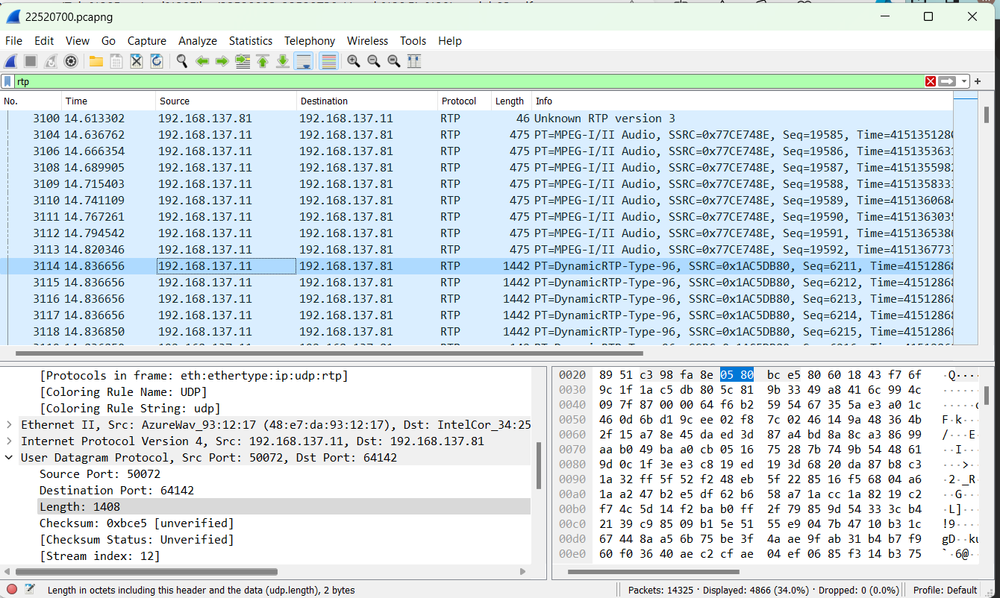 22520700.pcapng
File Edit View Go Capture Analyze Statistics Telephony Wireless Tools Help
rtp
No. Time Source Destination Protocol Length Info
3100 14.613302 192.168.137.81 192.168.137.11 RTP 46 Unknown RTP version 3
3104 14.636762 192.168.137.11 192.168.137.81 RTP 475 PT=MPEG-I/II Audio, SSRC=0x77CE748E, Seq=19585, Time=415135128
3106 14.666354 192.168.137.11 192.168.137.81 RTP 475 PT=MPEG-I/II Audio, SSRC=0x77CE748E, Seq=19586, Time=415135363
3108 14.689905 192.168.137.11 192.168.137.81 RTP 475 PT=MPEG-I/II Audio, SSRC=0x77CE748E, Seq=19587, Time=415135598
3109 14.715403 192.168.137.11 192.168.137.81 RTP 475 PT=MPEG-I/II Audio, SSRC=0x77CE748E, Seq=19588, Time=415135833
3110 14.741109 192.168.137.11 192.168.137.81 RTP 475 PT=MPEG-I/II Audio, SSRC=0x77CE748E, Seq=19589, Time=415136068
3111 14.767261 192.168.137.11 192.168.137.81 RTP 475 PT=MPEG-I/II Audio, SSRC=0x77CE748E, Seq=19590, Time=415136303
3112 14.794542 192.168.137.11 192.168.137.81 RTP 475 PT=MPEG-I/II Audio, SSRC=0x77CE748E, Seq=19591, Time=415136538
3113 14.820346 192.168.137.11 192.168.137.81 RTP 475 PT=MPEG-I/II Audio, SSRC=0x77CE748E, Seq=19592, Time=415136773
3114 14.836656 192.168.137.11 192.168.137.81 RTP 1442 PT=DynamicRTP-Type-96, SSRC=0x1AC5DB80, Seq=6211, Time=4151286
3115 14.836656 192.168.137.11 192.168.137.81 RTP 1442 PT=DynamicRTP-Type-96, SSRC=0x1AC5DB80, Seq=6212, Time=4151286
3116 14.836656 192.168.137.11 192.168.137.81 RTP 1442 PT=DynamicRTP-Type-96, SSRC=0x1AC5DB80, Seq=6213, Time=4151286
3117 14.836656 192.168.137.11 192.168.137.81 RTP 1442 PT=DynamicRTP-Type-96, SSRC=0x1AC5DB80, Seq=6214, Time=4151286
3118 14.836850 192.168.137.11 192.168.137.81 RTP 1442 PT=DynamicRTP-Type-96, SSRC=0x1AC5DB80, Seq=6215, Time=4151286
[Protocols in frame: eth:ethertype:ip:udp:rtp]
[Coloring Rule Name: UDP]
[Coloring Rule String: udp]
Ethernet II, Src: AzureWav_93:12:17 (48:e7:da:93:12:17), Dst: IntelCor_34:25
Internet Protocol Version 4, Src: 192.168.137.11, Dst: 192.168.137.81
User Datagram Protocol, Src Port: 50072, Dst Port: 64142
Source Port: 50072
Destination Port: 64142
Length: 1408
Checksum: 0xbce5 [unverified]
[Checksum Status: Unverified]
[Stream index: 12]
0020 89 51 c3 98 fa 8e 05 80 bc e5 80 60 18 43 f7 6f ·Q····
0030 9c 1f 1a c5 db 80 5c 81 9b 33 49 a8 41 6c 99 4c ······
0040 09 7f 87 00 00 64 f6 b2 59 54 67 35 5a e3 a0 1c ·····d
0050 46 0d 6b d1 9c ee 02 f8 7c 02 46 14 9a 48 36 4b F·k···
0060 2f 15 a7 8e 45 da ed 3d 87 a4 bd 8a 8c a3 86 99 /···E·
0070 aa b0 49 ba a0 cb 05 16 75 28 7b 74 9b 54 48 61 ··I···
0080 9d 0c 1f 3e e3 c8 19 ed 19 3d 68 20 da 87 b8 c3 ···>··
0090 1a 32 ff 5f 52 f2 48 eb 5f 22 85 16 f5 68 04 a6 ·2·_R·
00a0 1a a2 47 b2 e5 df 62 b6 58 a7 1a cc 1a 82 19 c2 ··G···
00b0 f7 4c 5d 14 f2 ba b0 ff 2f 79 85 9d 54 33 3c b4 ·L]···
00c0 21 39 c9 85 09 b1 5e 51 55 e9 04 7b 47 10 b3 1c !9····
00d0 67 44 8a a5 6b 75 be 3f 4a ae 9f ab 31 b4 b7 f9 gD··ku
00e0 60 f0 36 40 ae c2 cf ae 04 ef 06 85 f3 14 b3 75 `·6@··
Length in octets including this header and the data (udp.length), 2 bytes
Packets: 14325 · Displayed: 4866 (34.0%) · Dropped: 0 (0.0%)
Profile: Default